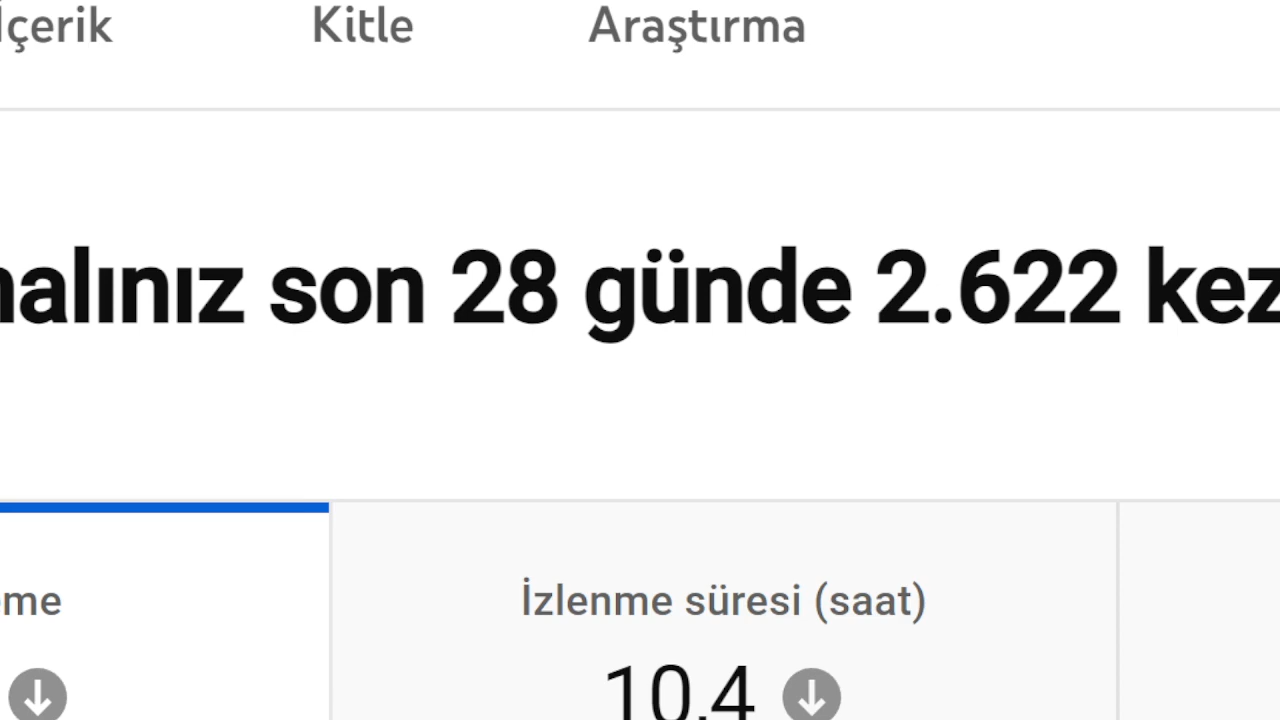 İçerik Kitle Araştırma
nalınız son 28 günde 2.622 kez
me İzlenme süresi (saat)
10,4